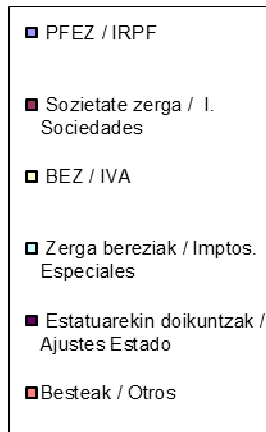 PFEZ / IRPF
Sozietate zerga / I.
Sociedades
BEZ / IVA
Zerga bereziak / Imptos.
Especiales
Estatuarekin doikuntzak /
Ajustes Estado
Besteak / Otros